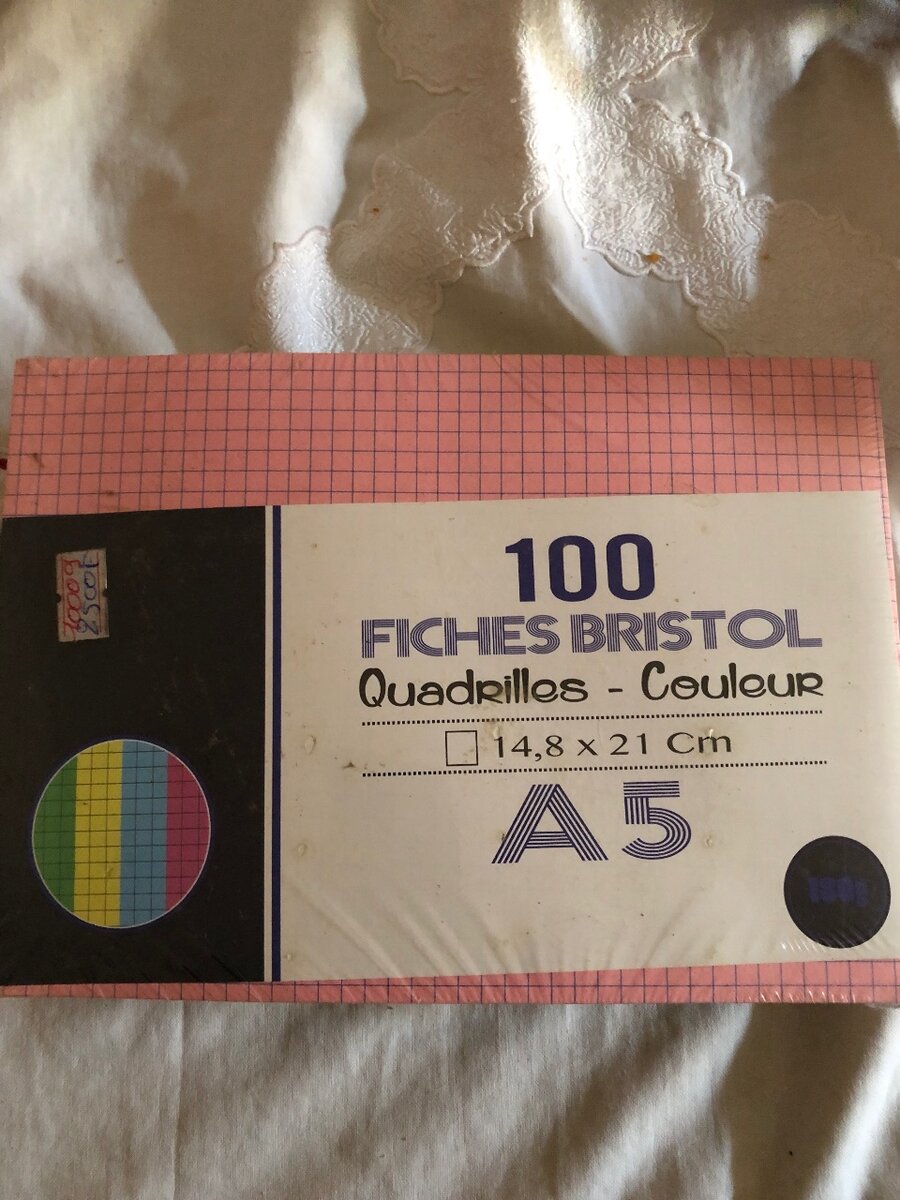 100
FICHES BRISTOL
Quadrilles - Couleur
14,8 x 21 Cm
A5